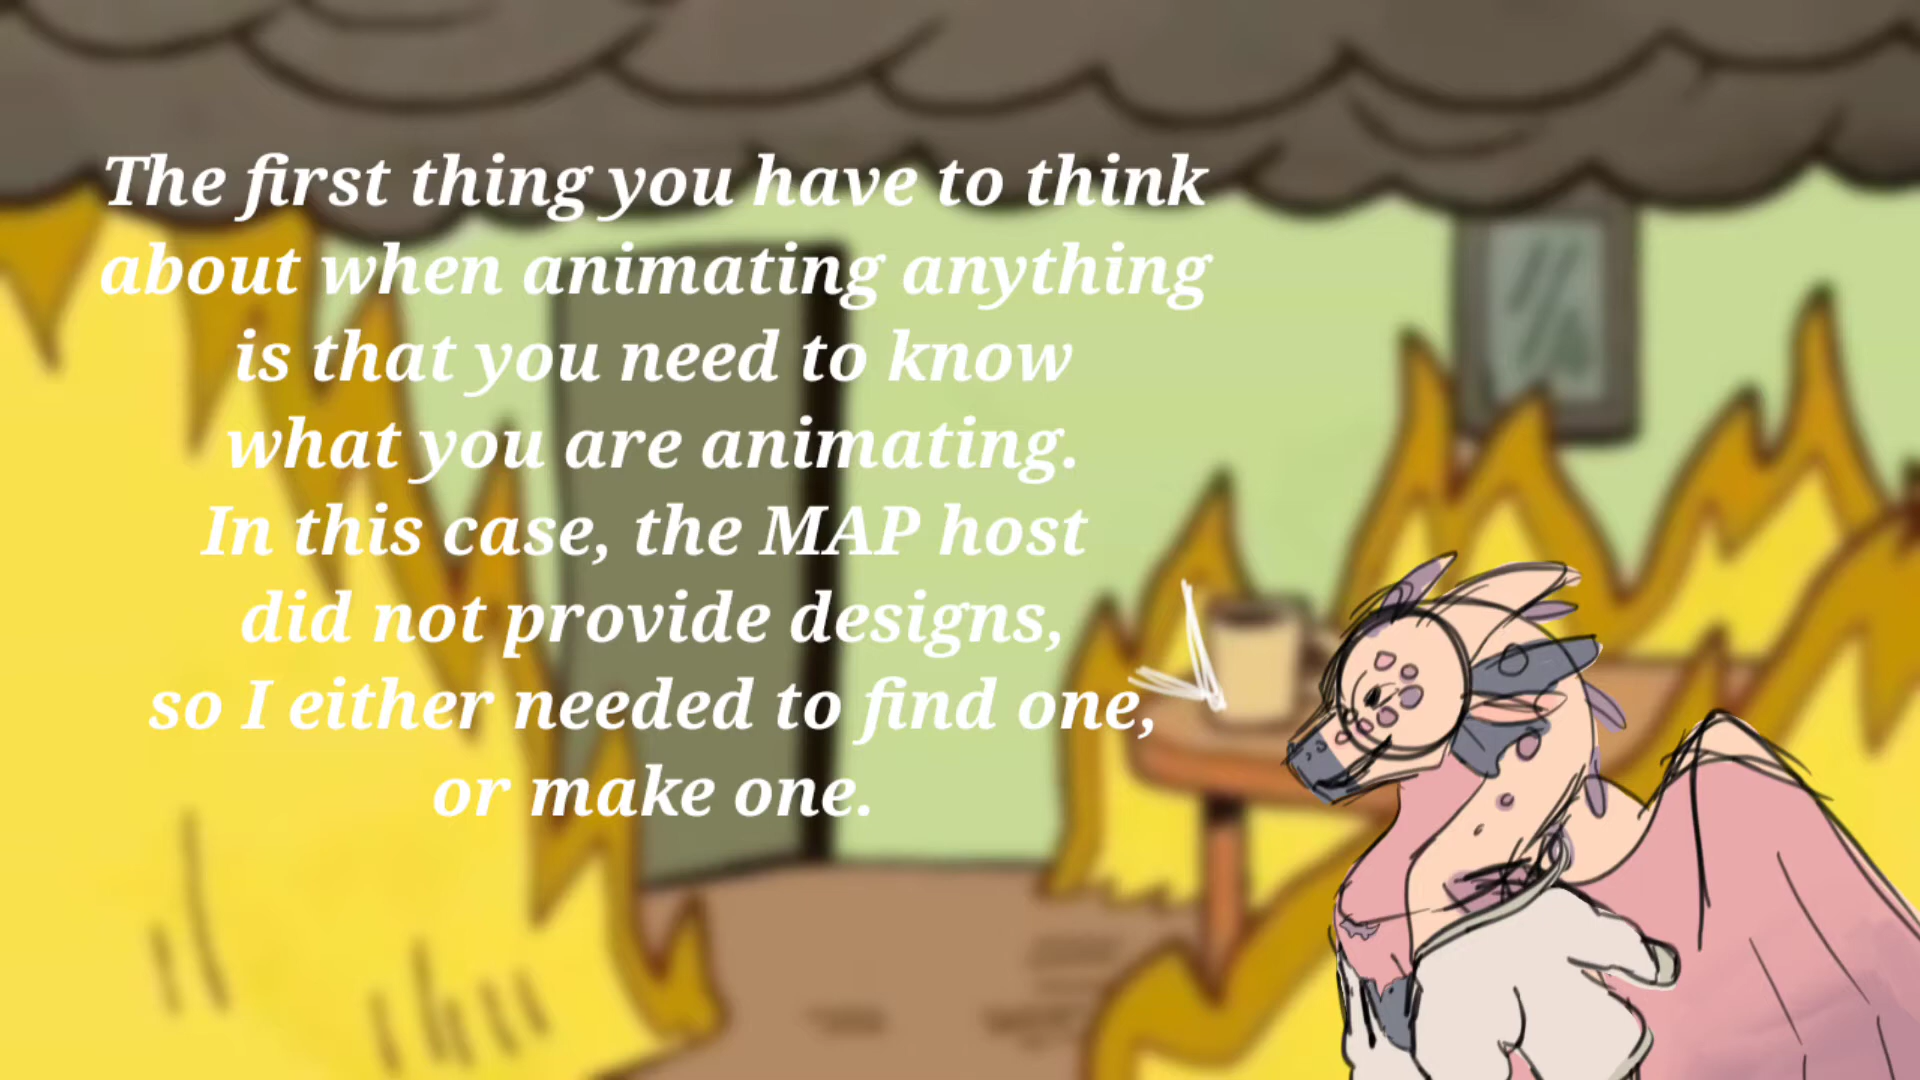 The first thing you have to think
about when animating anything
is that you need to know
what you are animating.
In this case, the MAP host
did not provide designs,
so I either needed to find one,
or make one.